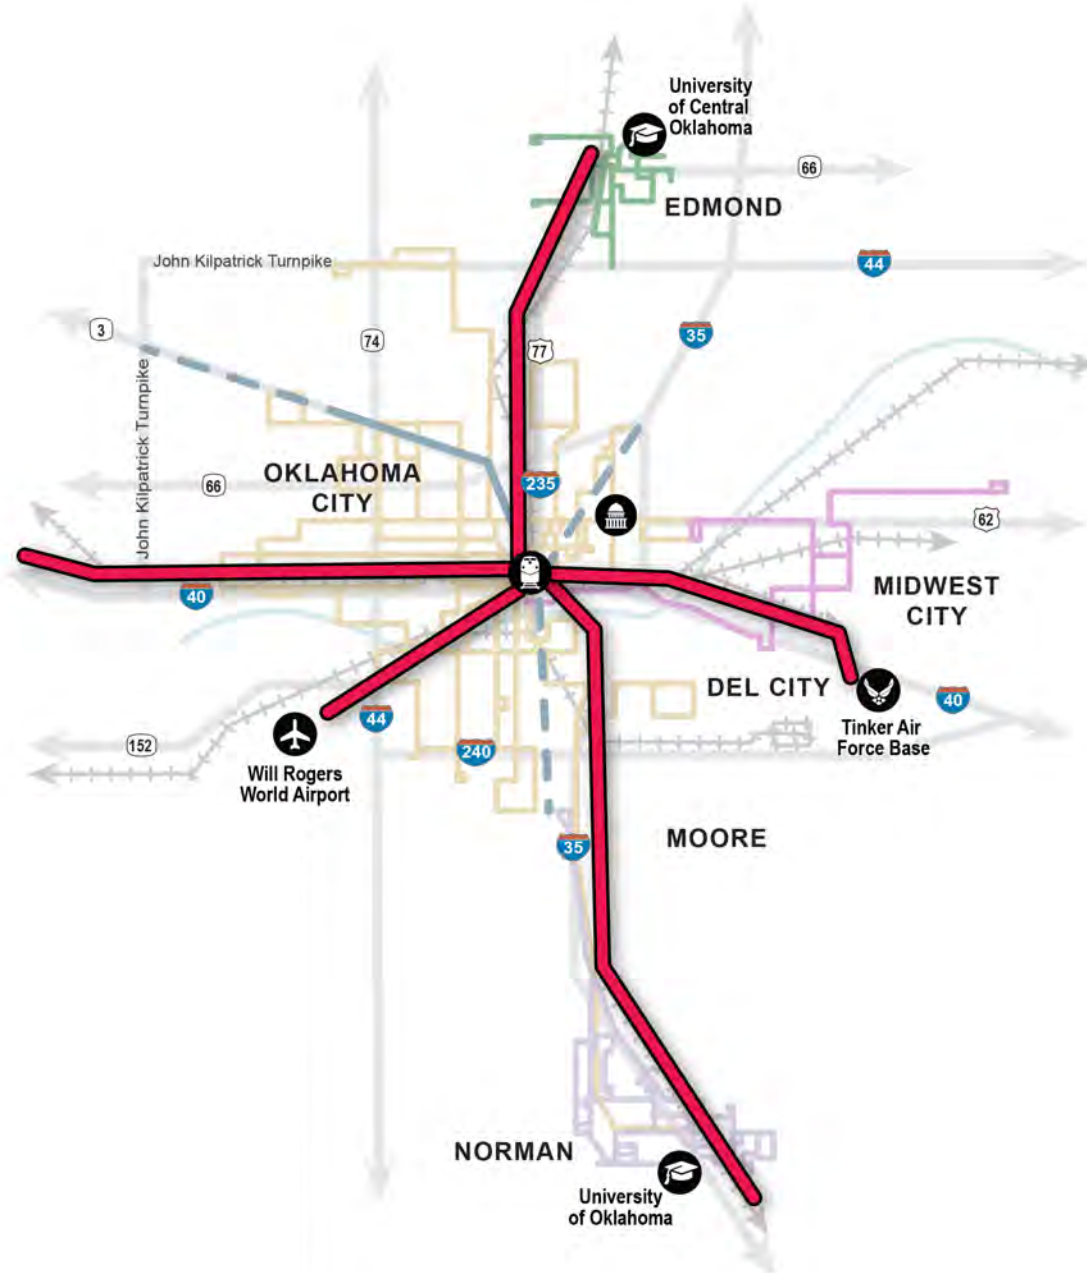 University
of Central
Oklahoma
66
EDMOND
John Kilpatrick Turnpike
44
3
35
74
77
John Kilpatrick Turnpike
OKLAHOMA
CITY
66
235
62
40
MIDWEST
CITY
DEL CITY
40
44
Tinker Air
Force Base
152
240
Will Rogers
World Airport
MOORE
35
NORMAN
University
of Oklahoma